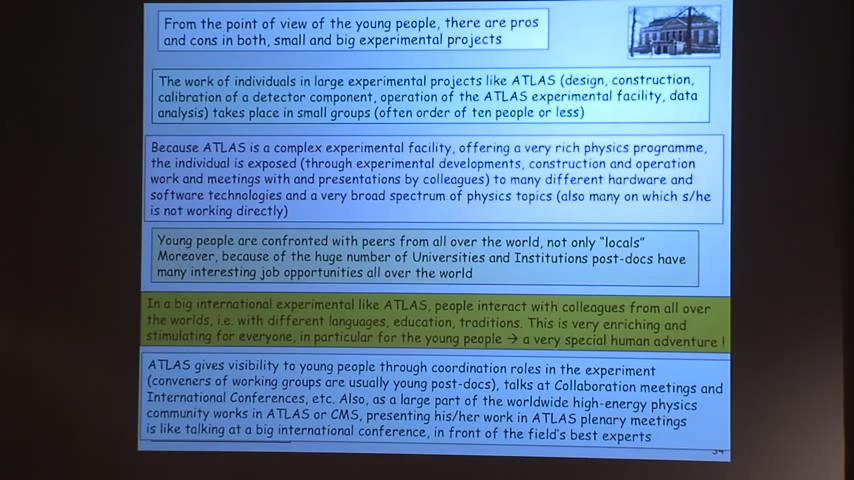 From the point of view of the young people, there are pros
and cons in both, small and big experimental projects
The work of individuals in large experimental projects like ATLAS (design, construction,
calibration of a detector component, operation of the ATLAS experimental facility, data
analysis) takes place in small groups (often order of ten people or less)
Because ATLAS is a complex experimental facility, offering a very rich physics programme,
the individual is exposed (through experimental developments, construction and operation
work and meetings with and presentations by colleagues) to many different hardware and
software technologies and a very broad spectrum of physics topics (also many on which s/he
is not working directly)
Young people are confronted with peers from all over the world, not only “locals”
Moreover, because of the huge number of Universities and Institutions post-docs have
many interesting job opportunities all over the world
In a big international experimental like ATLAS, people interact with colleagues from all over
the worlds, i.e. with different languages, education, traditions. This is very enriching and
stimulating for everyone, in particular for the young people → a very special human adventure !
ATLAS gives visibility to young people through coordination roles in the experiment
(conveners of working groups are usually young post-docs), talks at Collaboration meetings and
International Conferences, etc. Also, as a large part of the worldwide high-energy physics
community works in ATLAS or CMS, presenting his/her work in ATLAS plenary meetings
is like talking at a big international conference, in front of the field's best experts